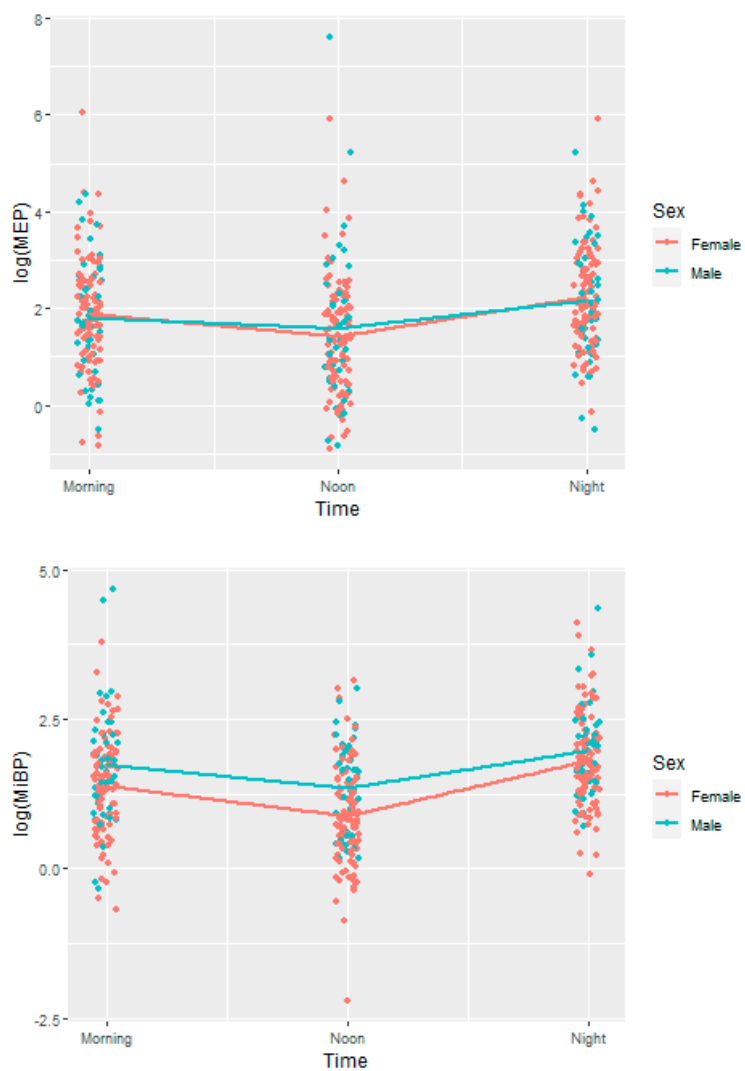 8
6
4
2
0
log(MEP)
Morning
Noon
Night
Time
Sex
Female
Male
5.0
2.5
0.0
-2.5
log(MiBP)
Morning
Noon
Night
Time
Sex
Female
Male